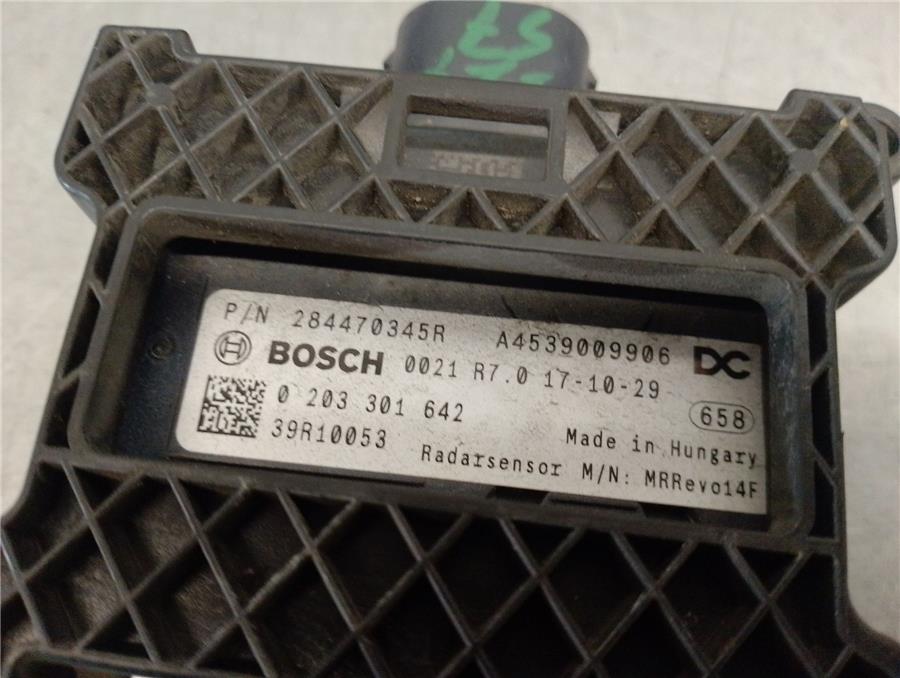 P/N 284470345R A4539009906 DC
BOSCH 0021 R7.0 17-10-29
0 203 301 642 658
39R10053 Made in Hungary
Radarsensor M/N: MRRevo14F